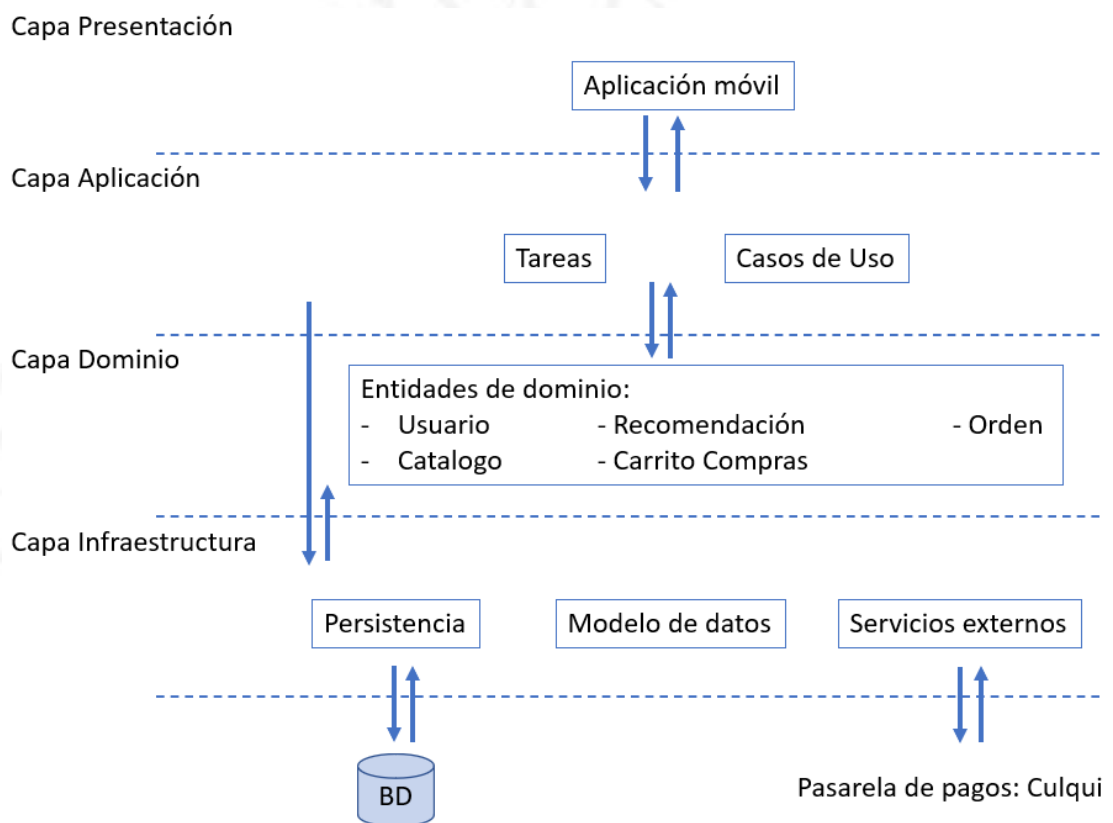 Capa Presentación
Aplicación móvil
Capa Aplicación
Tareas
Casos de Uso
Capa Dominio
Entidades de dominio:
- Usuario - Recomendación - Orden
- Catalogo - Carrito Compras
Capa Infraestructura
Persistencia
Modelo de datos
Servicios externos
BD
Pasarela de pagos: Culqui